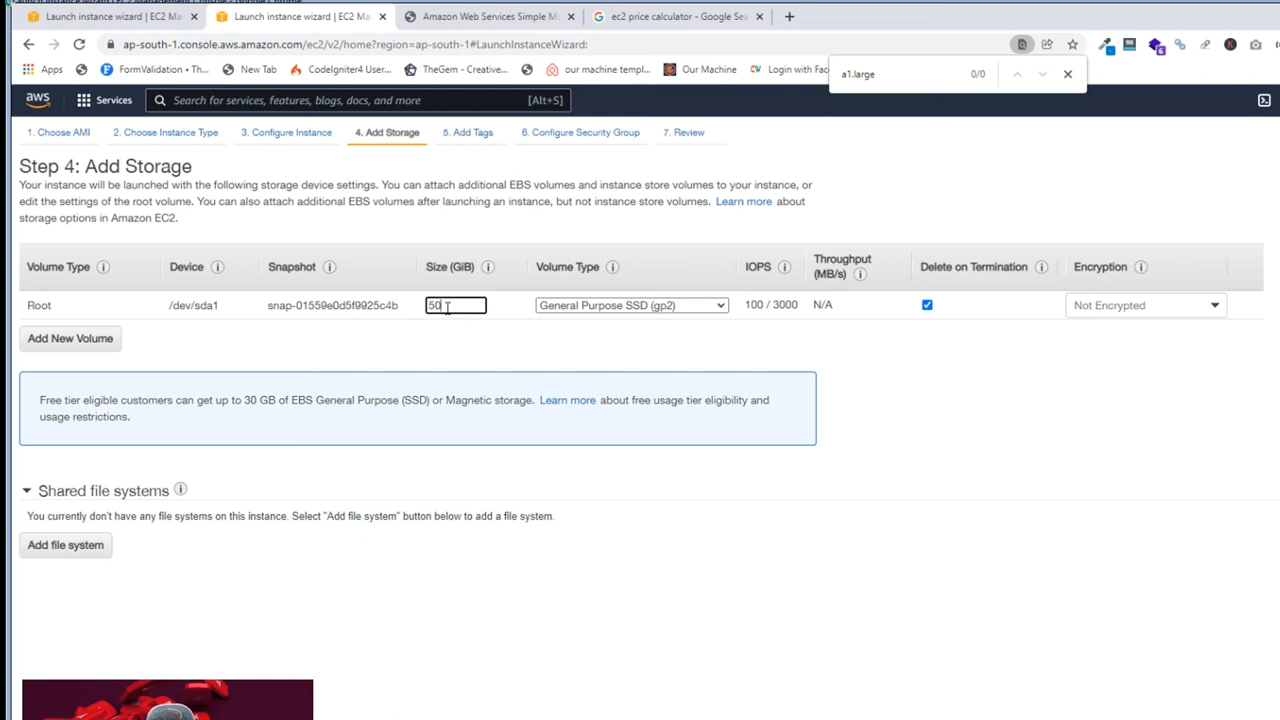 Launch instance wizard | EC2 Management Console - Google Chrome
Launch instance wizard | EC2 Ma
Launch instance wizard | EC2 Man
Amazon Web Services Simple Mo
ec2 price calculator - Google Sea
ap-south-1.console.aws.amazon.com/ec2/v2/home?region=ap-south-1#LaunchInstanceWizard:
Apps
FormValidation • Th...
New Tab
CodeIgniter4 User...
TheGem - Creative...
our machine templ...
Our Machine
Login with Fac
a1.large
0/0
aws
Services
Search for services, features, blogs, docs, and more
[Alt+S]
1. Choose AMI
2. Choose Instance Type
3. Configure Instance
4. Add Storage
5. Add Tags
6. Configure Security Group
7. Review
Step 4: Add Storage
Your instance will be launched with the following storage device settings. You can attach additional EBS volumes and instance store volumes to your instance, or
edit the settings of the root volume. You can also attach additional EBS volumes after launching an instance, but not instance store volumes. Learn more about
storage options in Amazon EC2.
Volume Type
Device
Snapshot
Size (GiB)
Volume Type
IOPS
Throughput
(MB/s)
Delete on Termination
Encryption
Root
/dev/sda1
snap-01559e0d5f9925c4b
50
General Purpose SSD (gp2)
100 / 3000
N/A
Not Encrypted
Add New Volume
Free tier eligible customers can get up to 30 GB of EBS General Purpose (SSD) or Magnetic storage. Learn more about free usage tier eligibility and
usage restrictions.
Shared file systems
You currently don't have any file systems on this instance. Select "Add file system" button below to add a file system.
Add file system